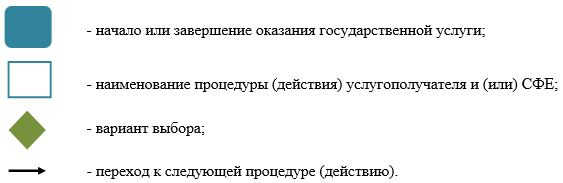 - начало или завершение оказания государственной услуги;
- наименование процедуры (действия) услугополучателя и (или) СФЕ;
- вариант выбора;
- переход к следующей процедуре (действию).